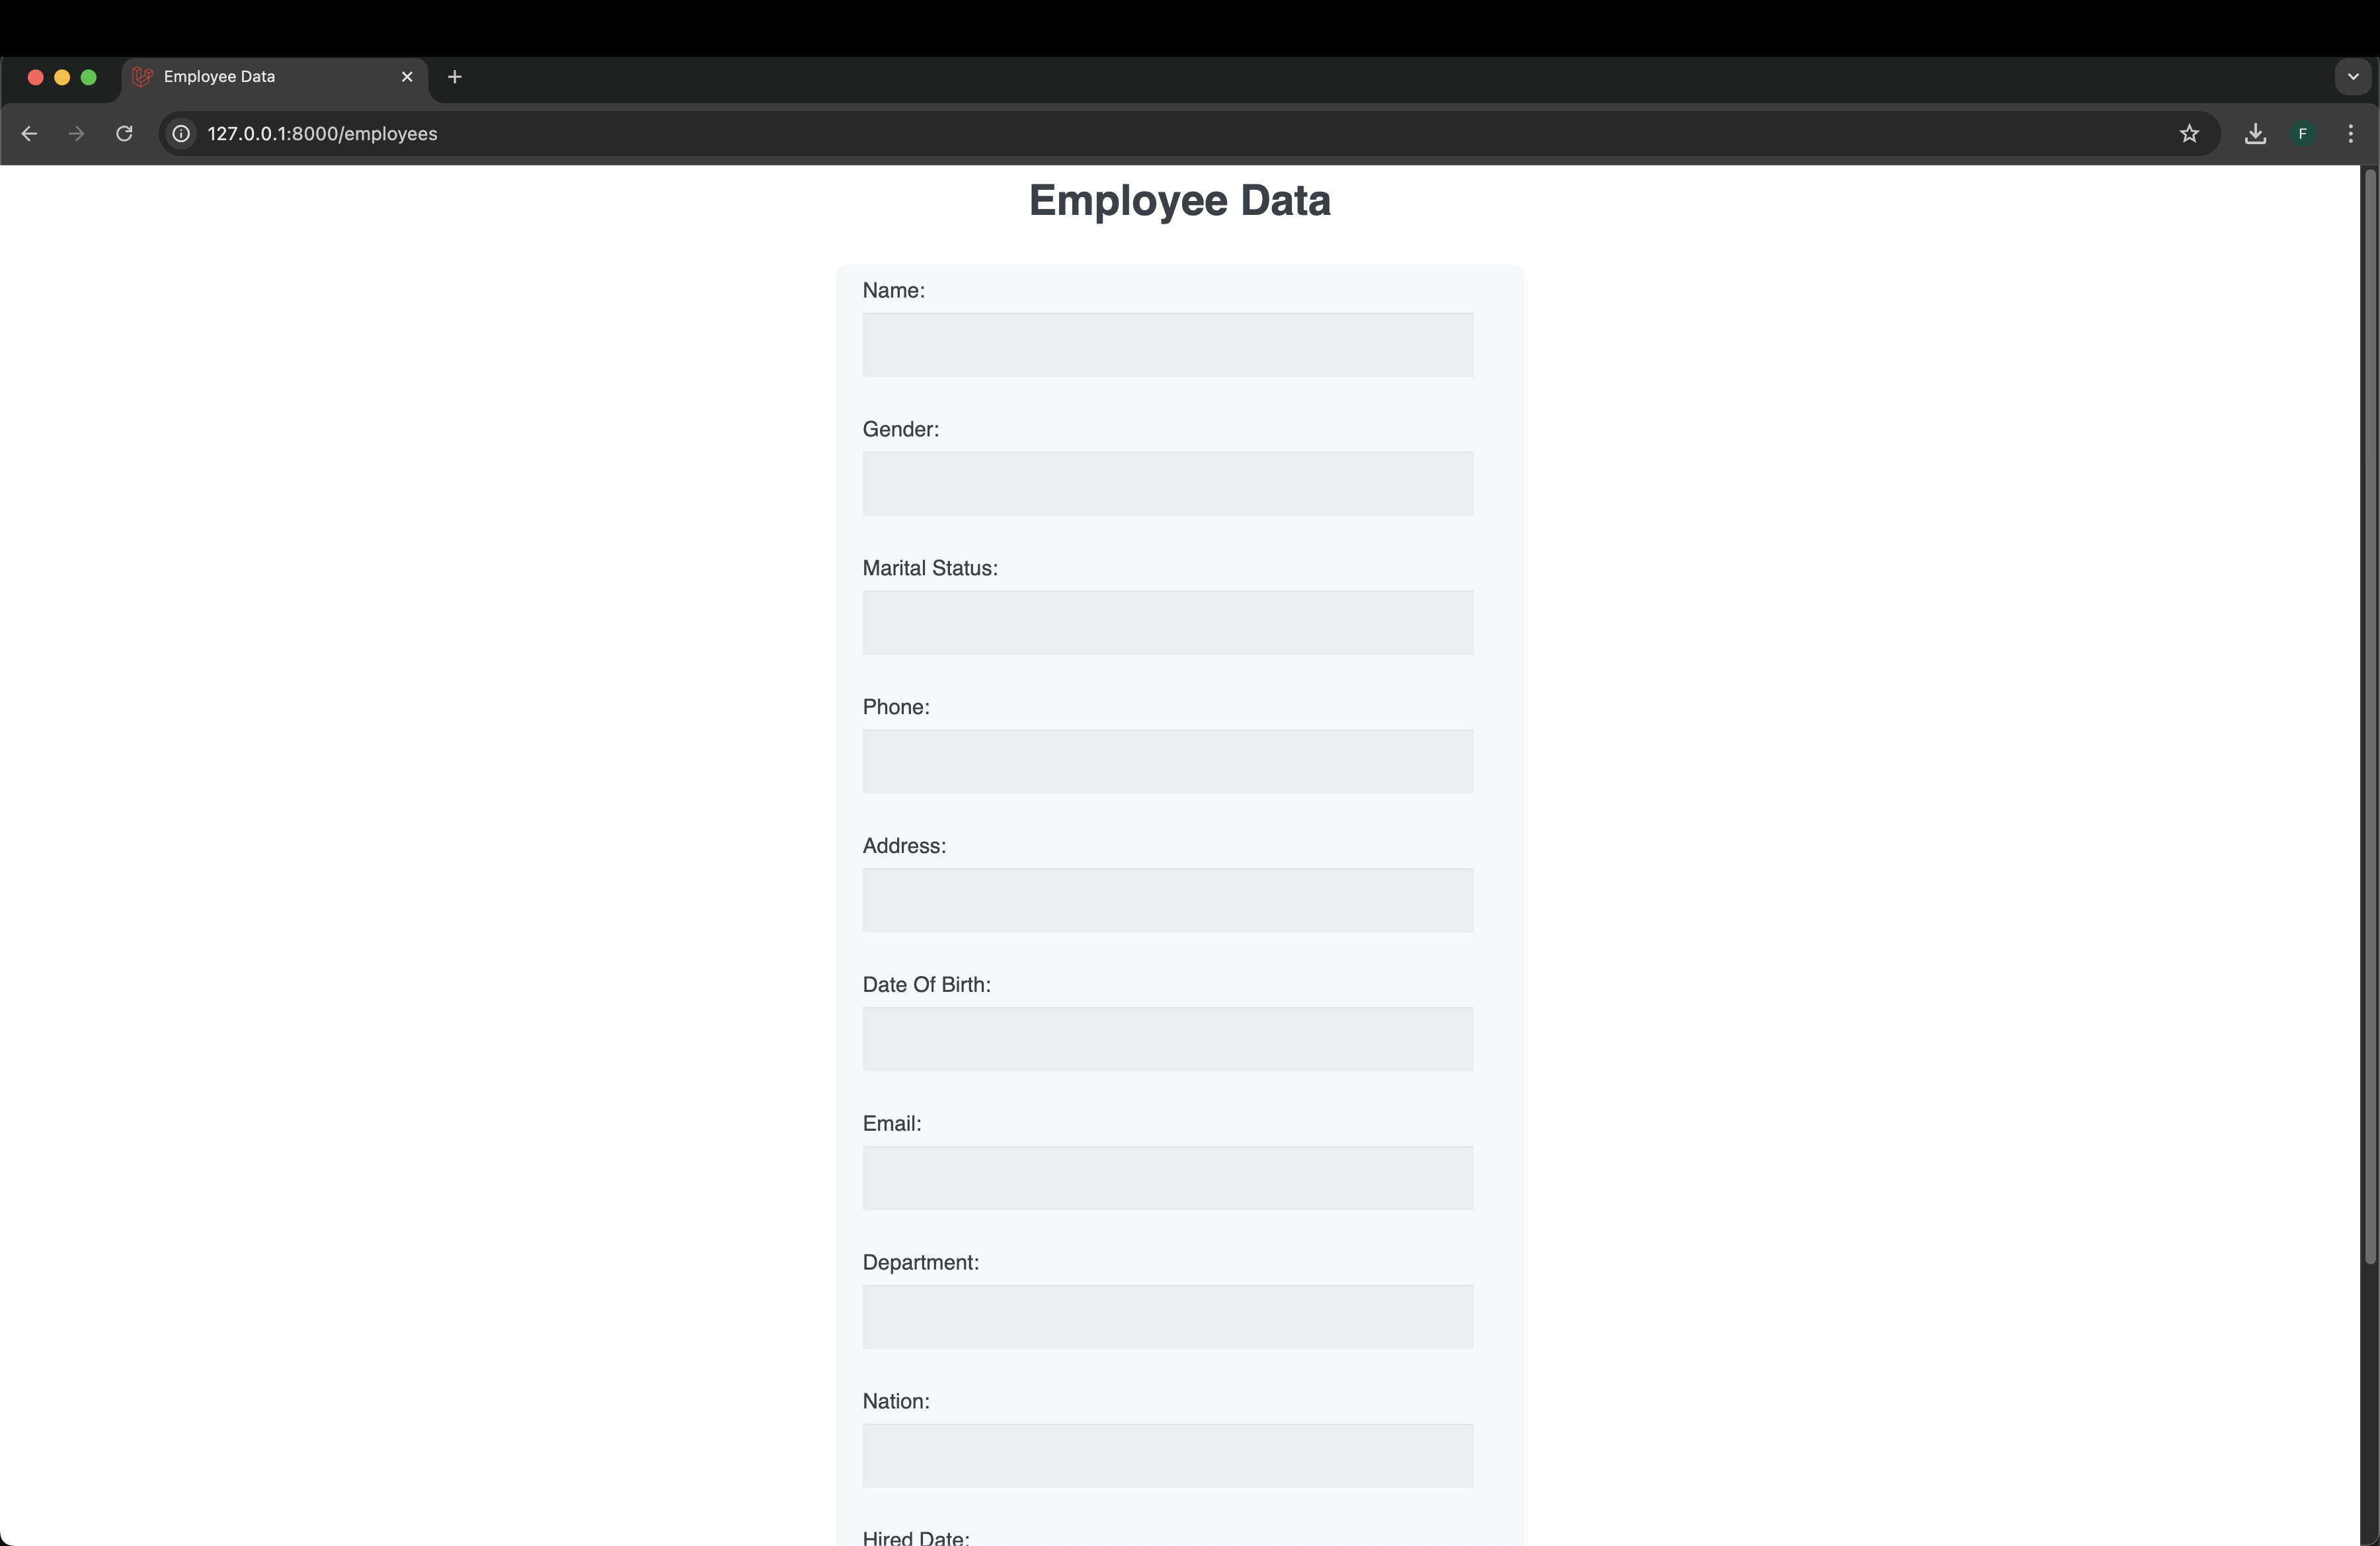 Employee Data
127.0.0.1:8000/employees
F
Employee Data
Name:
Gender:
Marital Status:
Phone:
Address:
Date Of Birth:
Email:
Department:
Nation:
Hired Date: